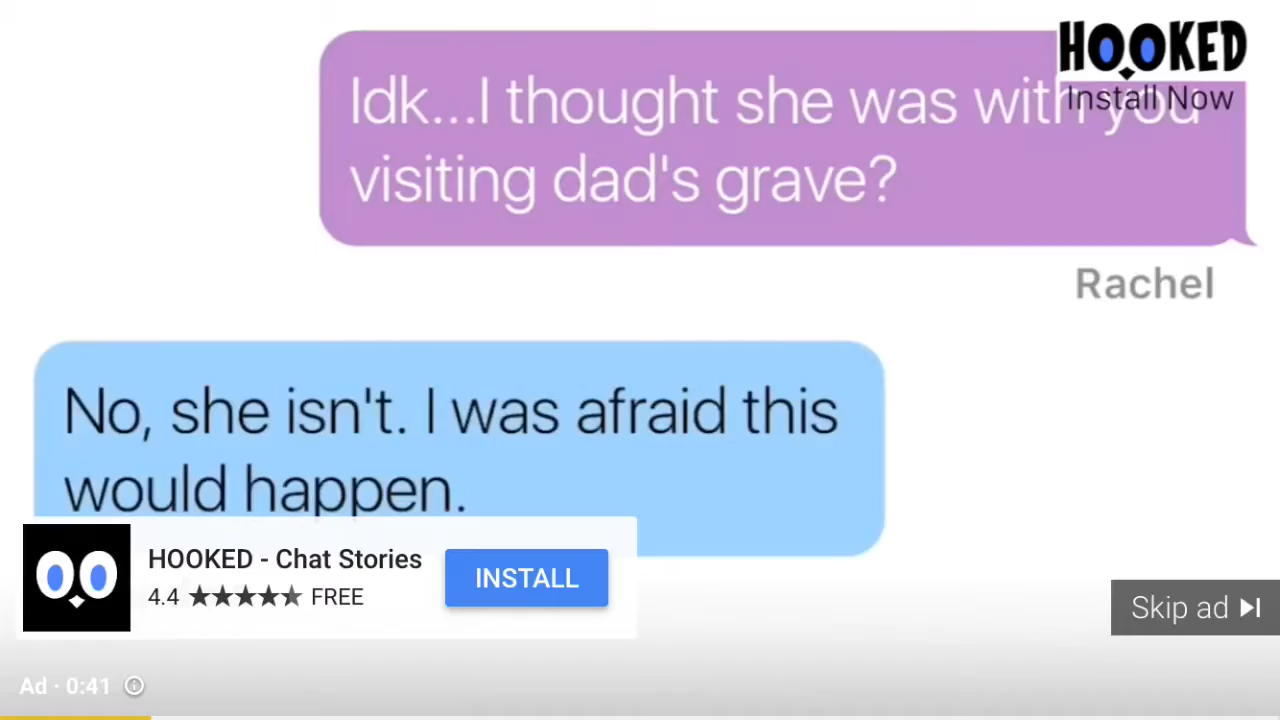 HOOKED
Install Now
Idk...I thought she was with you
visiting dad's grave?
Rachel
No, she isn't. I was afraid this
would happen.
HOOKED - Chat Stories
4.4 ★★★★★ FREE
INSTALL
Skip ad
Ad · 0:41